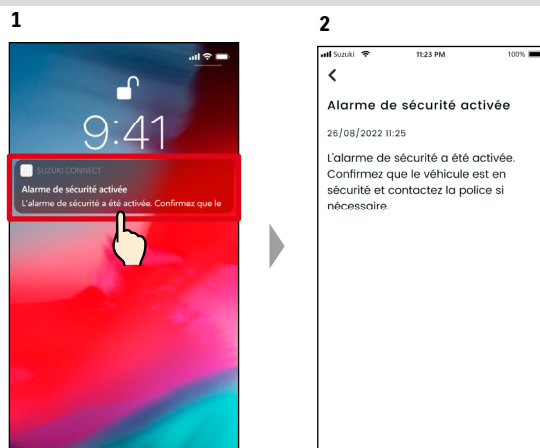 1
9:41
SUZUKI CONNECT
Alarme de sécurité activée
L'alarme de sécurité a été activée. Confirmez que le
2
Suzuki 11:23 PM 100%
Alarme de sécurité activée
26/08/2022 11:25
L'alarme de sécurité a été activée.
Confirmez que le véhicule est en
sécurité et contactez la police si
nécessaire.